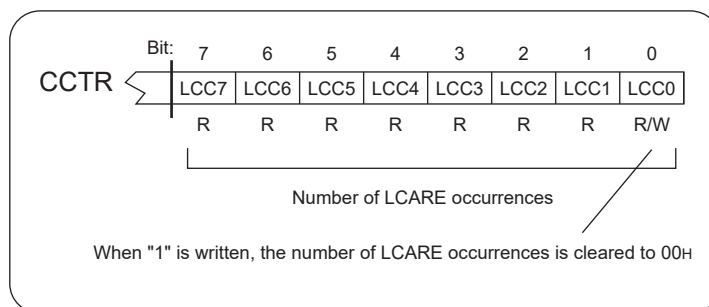 Bit: 7 6 5 4 3 2 1 0
CCTR LCC7 LCC6 LCC5 LCC4 LCC3 LCC2 LCC1 LCC0
R R R R R R R R/W
Number of LCARE occurrences
When "1" is written, the number of LCARE occurrences is cleared to 00H